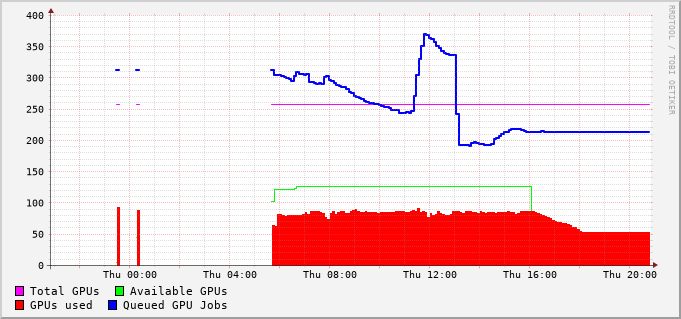 400
350
300
250
200
150
100
50
0
Thu 00:00 Thu 04:00 Thu 08:00 Thu 12:00 Thu 16:00 Thu 20:00
Total GPUs Available GPUs
GPUs used Queued GPU Jobs
RRDTOOL / TOBI OETIKER